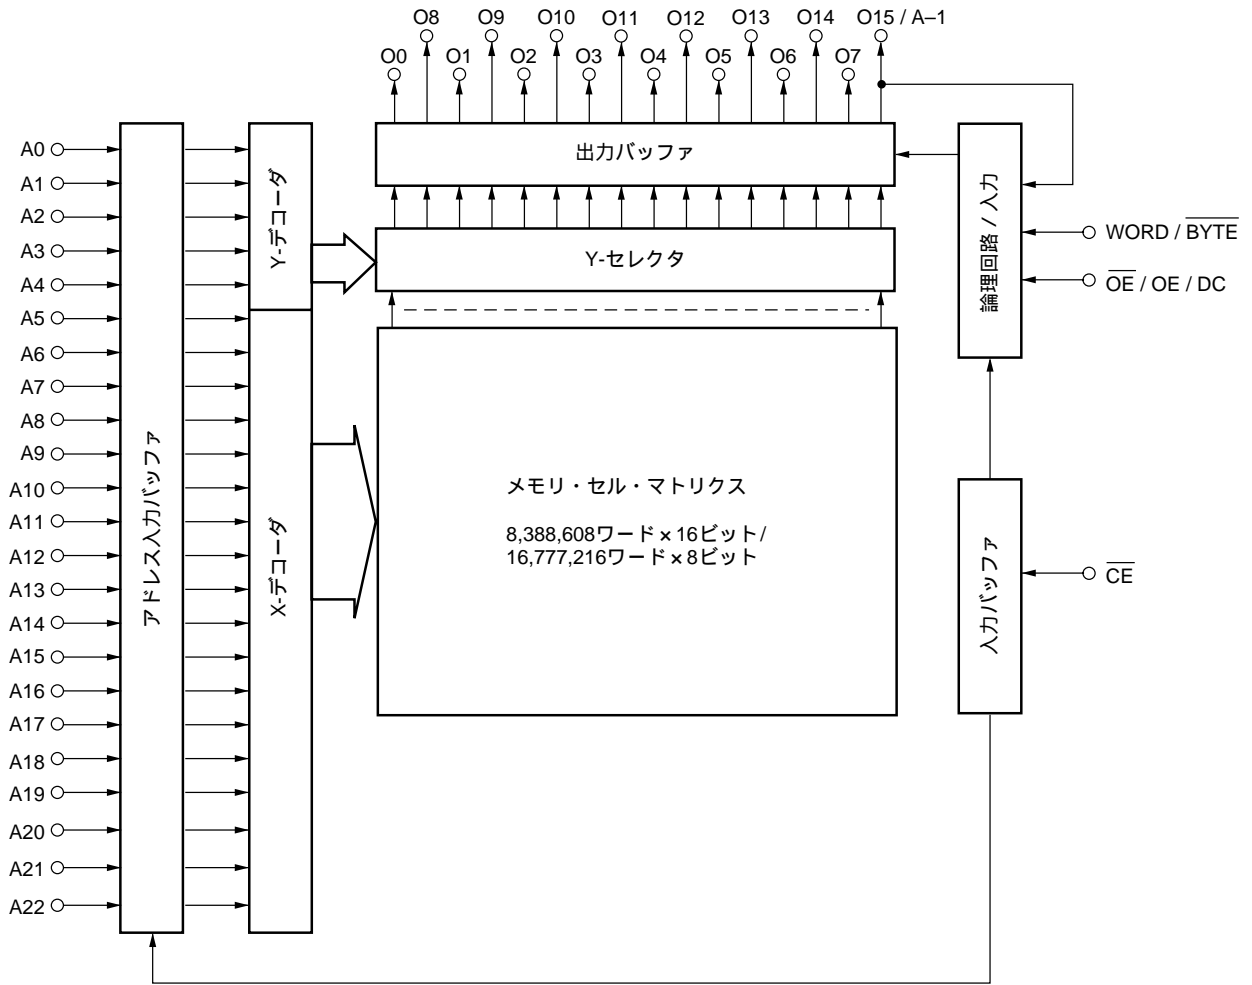 O8 O9 O10 O11 O12 O13 O14 O15 / A–1
O0 O1 O2 O3 O4 O5 O6 O7
A0
A1
A2
A3
A4
A5
A6
A7
A8
A9
A10
A11
A12
A13
A14
A15
A16
A17
A18
A19
A20
A21
A22
アドレス入力バッファ
Y-デコーダ
X-デコーダ
出力バッファ
Y-セレクタ
メモリ・セル・マトリクス
8,388,608ワード×16ビット/
16,777,216ワード×8ビット
論理回路 / 入力
WORD / B̅Y̅T̅E̅
O̅E̅ / OE / DC
入力バッファ
C̅E̅